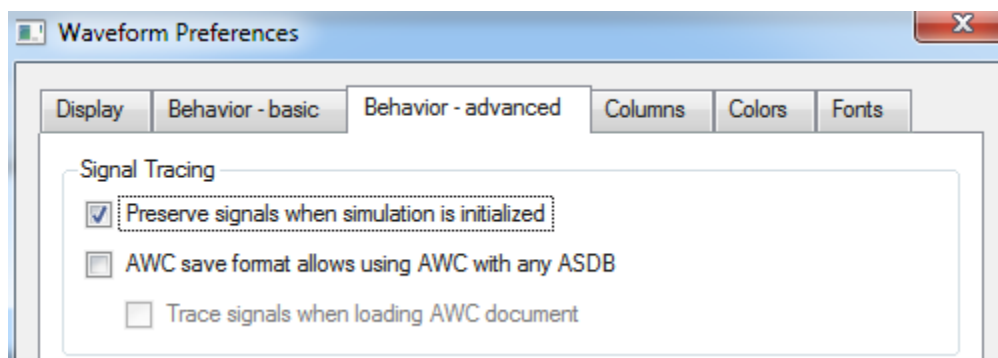 Waveform Preferences
Display Behavior - basic Behavior - advanced Columns Colors Fonts
Signal Tracing
Preserve signals when simulation is initialized
AWC save format allows using AWC with any ASDB
Trace signals when loading AWC document